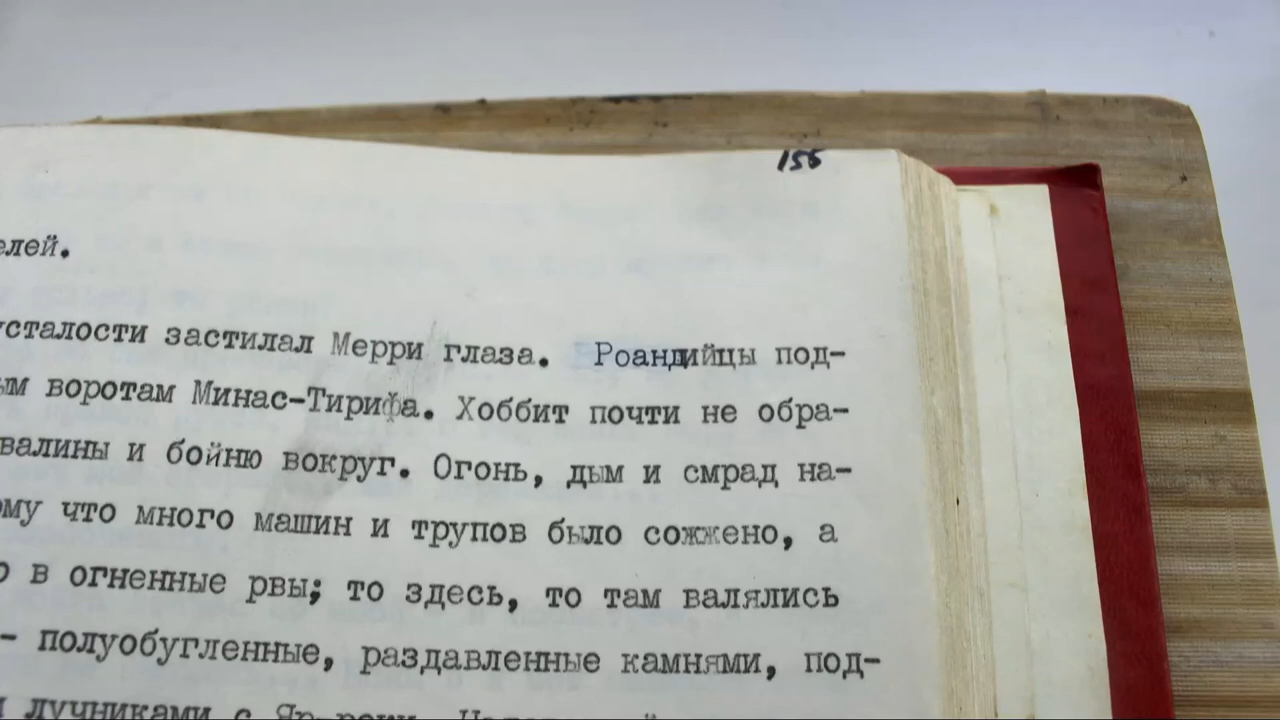 155
елей.
усталости застилал Мерри глаза. Роандийцы под-
ым воротам Минас-Тирифа. Хоббит почти не обра-
валины и бойню вокруг. Огонь, дым и смрад на-
ому что много машин и трупов было сожжено, а
о в огненные рвы; то здесь, то там валялись
- полуобугленные, раздавленные камнями, под-
лучниками с